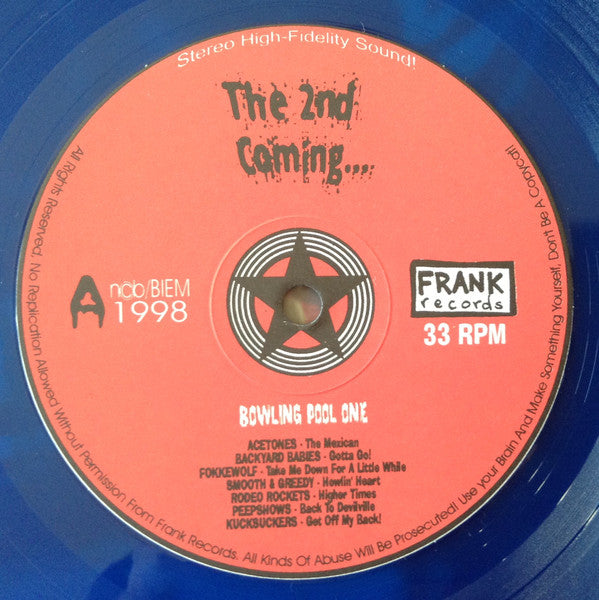 Stereo High-Fidelity Sound!
The 2nd
Coming...
A
ncb/BIEM
1998
FRANK
records
33 RPM
BOWLING POOL ONE
ACETONES - The Mexican
BACKYARD BABIES - Gotta Go!
FOKKEWOLF - Take Me Down For A Little While
SMOOTH & GREEDY - Howlin' Heart
RODEO ROCKETS - Higher Times
PEEPSHOWS - Back To Devilville
KUCKSUCKERS - Get Off My Back!
All Rights Reserved. No Replication Allowed Without Permission From Frank Records. All Kinds Of Abuse Will Be Prosecuted! Use your Brain And Make Something Yourself, Don't Be A Copycat!